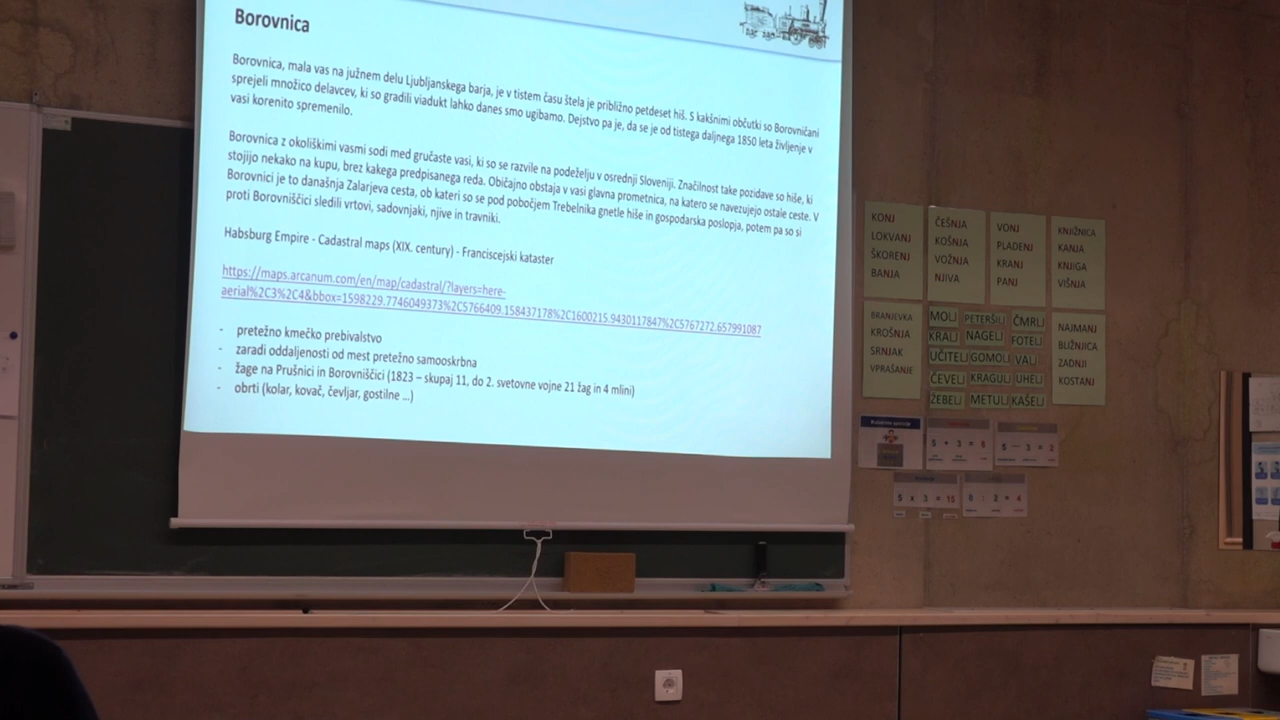 Borovnica
Borovnica, mala vas na južnem delu Ljubljanskega barja, je v tistem času štela je približno petdeset hiš. S kakšnimi občutki so Borovničani
sprejeli množico delavcev, ki so gradili viadukt lahko danes smo ugibamo. Dejstvo pa je, da se je od tistega daljnega 1850 leta življenje v
vasi korenito spremenilo.
Borovnica z okoliškimi vasmi sodi med gručaste vasi, ki so se razvile na podeželju v osrednji Sloveniji. Značilnost take pozidave so hiše, ki
stojijo nekako na kupu, brez kakega predpisanega reda. Običajno obstaja v vasi glavna prometnica, na katero se navezujejo ostale ceste. V
Borovnici je to današnja Zalarjeva cesta, ob kateri so se pod pobočjem Trebelnika gnetle hiše in gospodarska poslopja, potem pa so si
proti Borovniščici sledili vrtovi, sadovnjaki, njive in travniki.
Habsburg Empire - Cadastral maps (XIX. century) - Franciscejski kataster
https://maps.arcanum.com/en/map/cadastral/?layers=here-
aerial%2C3%2C4&bbox=1598229.7746049373%2C5766409.158437178%2C1600215.9430117847%2C5767272.657991087
- pretežno kmečko prebivalstvo
- zaradi oddaljenosti od mest pretežno samooskrbna
- žage na Prušnici in Borovniščici (1823 – skupaj 11, do 2. svetovne vojne 21 žag in 4 mlini)
- obrti (kolar, kovač, čevljar, gostilne ...)
KONJ
LOKVANJ
ŠKORENJ
BANJA
ČEŠNJA
KOŠNJA
VOŽNJA
NJIVA
VONJ
PLADENJ
KRANJ
PANJ
KNJIŽNICA
KANJA
KNJIGA
VIŠNJA
BRANJEVKA
KROŠNJA
SRNJAK
VPRAŠANJE
MOLJ PETERŠILJ ČMRLJ
KRALJ NAGELJ FOTELJ
UČITELJ GOMOLJ VALJ
ČEVELJ KRAGULJ UHELJ
ŽEBELJ METULJ KAŠELJ
NAJMANJ
BLIŽNJICA
ZADNJI
KOSTANJ
5 + 3 = 8
5 – 3 = 2
5 x 3 = 15
8 : 2 = 4